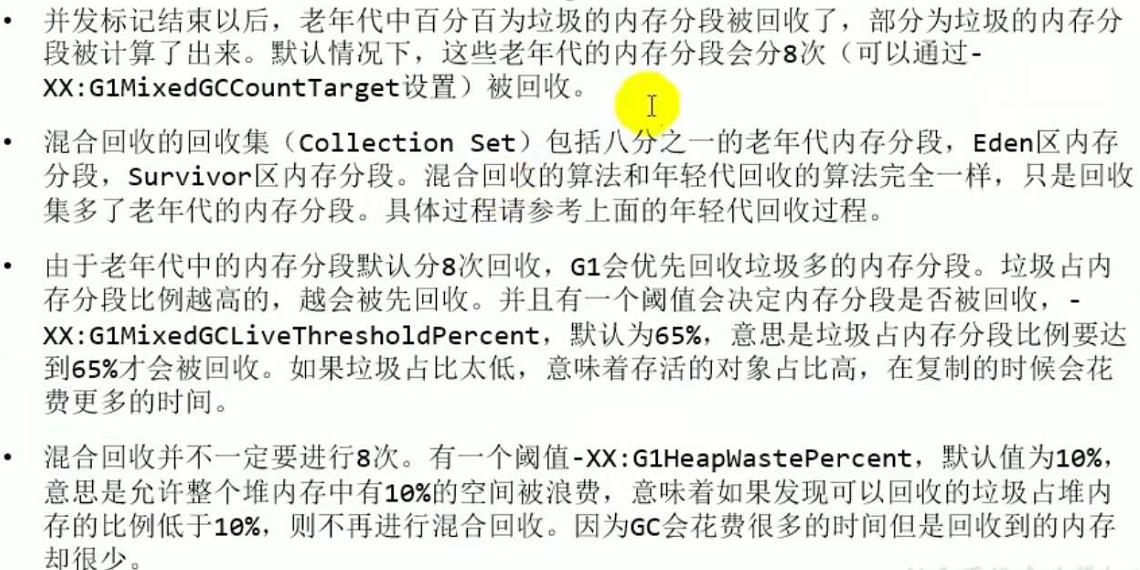 • 并发标记结束以后，老年代中百分百为垃圾的内存分段被回收了，部分为垃圾的内存分
段被计算了出来。默认情况下，这些老年代的内存分段会分8次（可以通过-
XX:G1MixedGCCountTarget设置）被回收。
• 混合回收的回收集（Collection Set）包括八分之一的老年代内存分段，Eden区内存
分段，Survivor区内存分段。混合回收的算法和年轻代回收的算法完全一样，只是回收
集多了老年代的内存分段。具体过程请参考上面的年轻代回收过程。
• 由于老年代中的内存分段默认分8次回收，G1会优先回收垃圾多的内存分段。垃圾占内
存分段比例越高的，越会被先回收。并且有一个阈值会决定内存分段是否被回收，-
XX:G1MixedGCLiveThresholdPercent，默认为65%，意思是垃圾占内存分段比例要达
到65%才会被回收。如果垃圾占比太低，意味着存活的对象占比高，在复制的时候会花
费更多的时间。
• 混合回收并不一定要进行8次。有一个阈值-XX:G1HeapWastePercent，默认值为10%，
意思是允许整个堆内存中有10%的空间被浪费，意味着如果发现可以回收的垃圾占堆内
存的比例低于10%，则不再进行混合回收。因为GC会花费很多的时间但是回收到的内存
却很少。